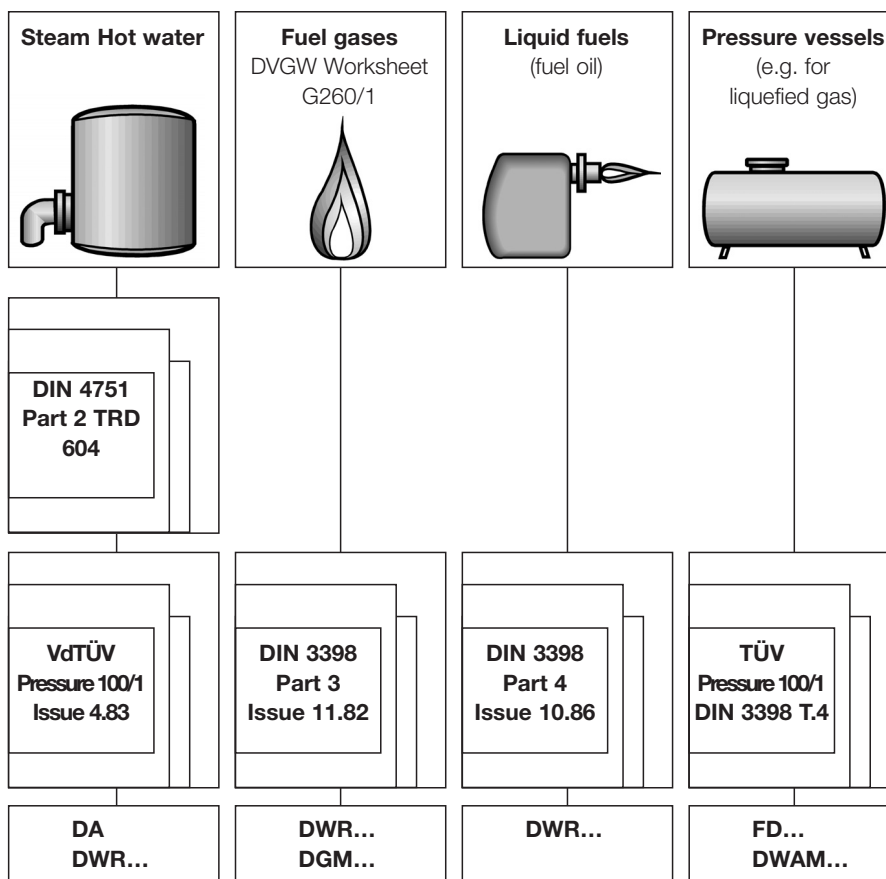 Steam Hot water
Fuel gases
DVGW Worksheet
G260/1
Liquid fuels
(fuel oil)
Pressure vessels
(e.g. for
liquefied gas)
DIN 4751
Part 2 TRD
604
VdTÜV
Pressure 100/1
Issue 4.83
DIN 3398
Part 3
Issue 11.82
DIN 3398
Part 4
Issue 10.86
TÜV
Pressure 100/1
DIN 3398 T.4
DA
DWR...
DWR...
DGM...
DWR...
FD...
DWAM...